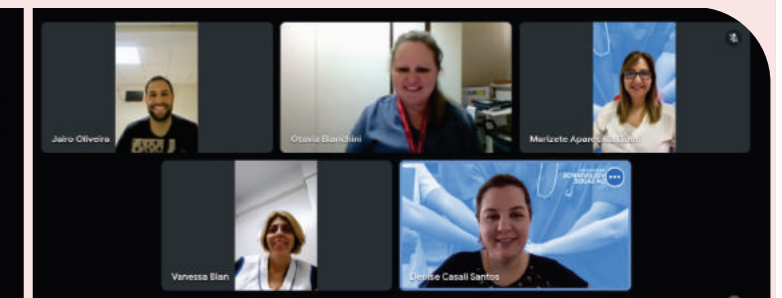 Jairo Oliveira
Otavia Bianchini
Marizete
Vanessa Bian
Denise Casali Santos